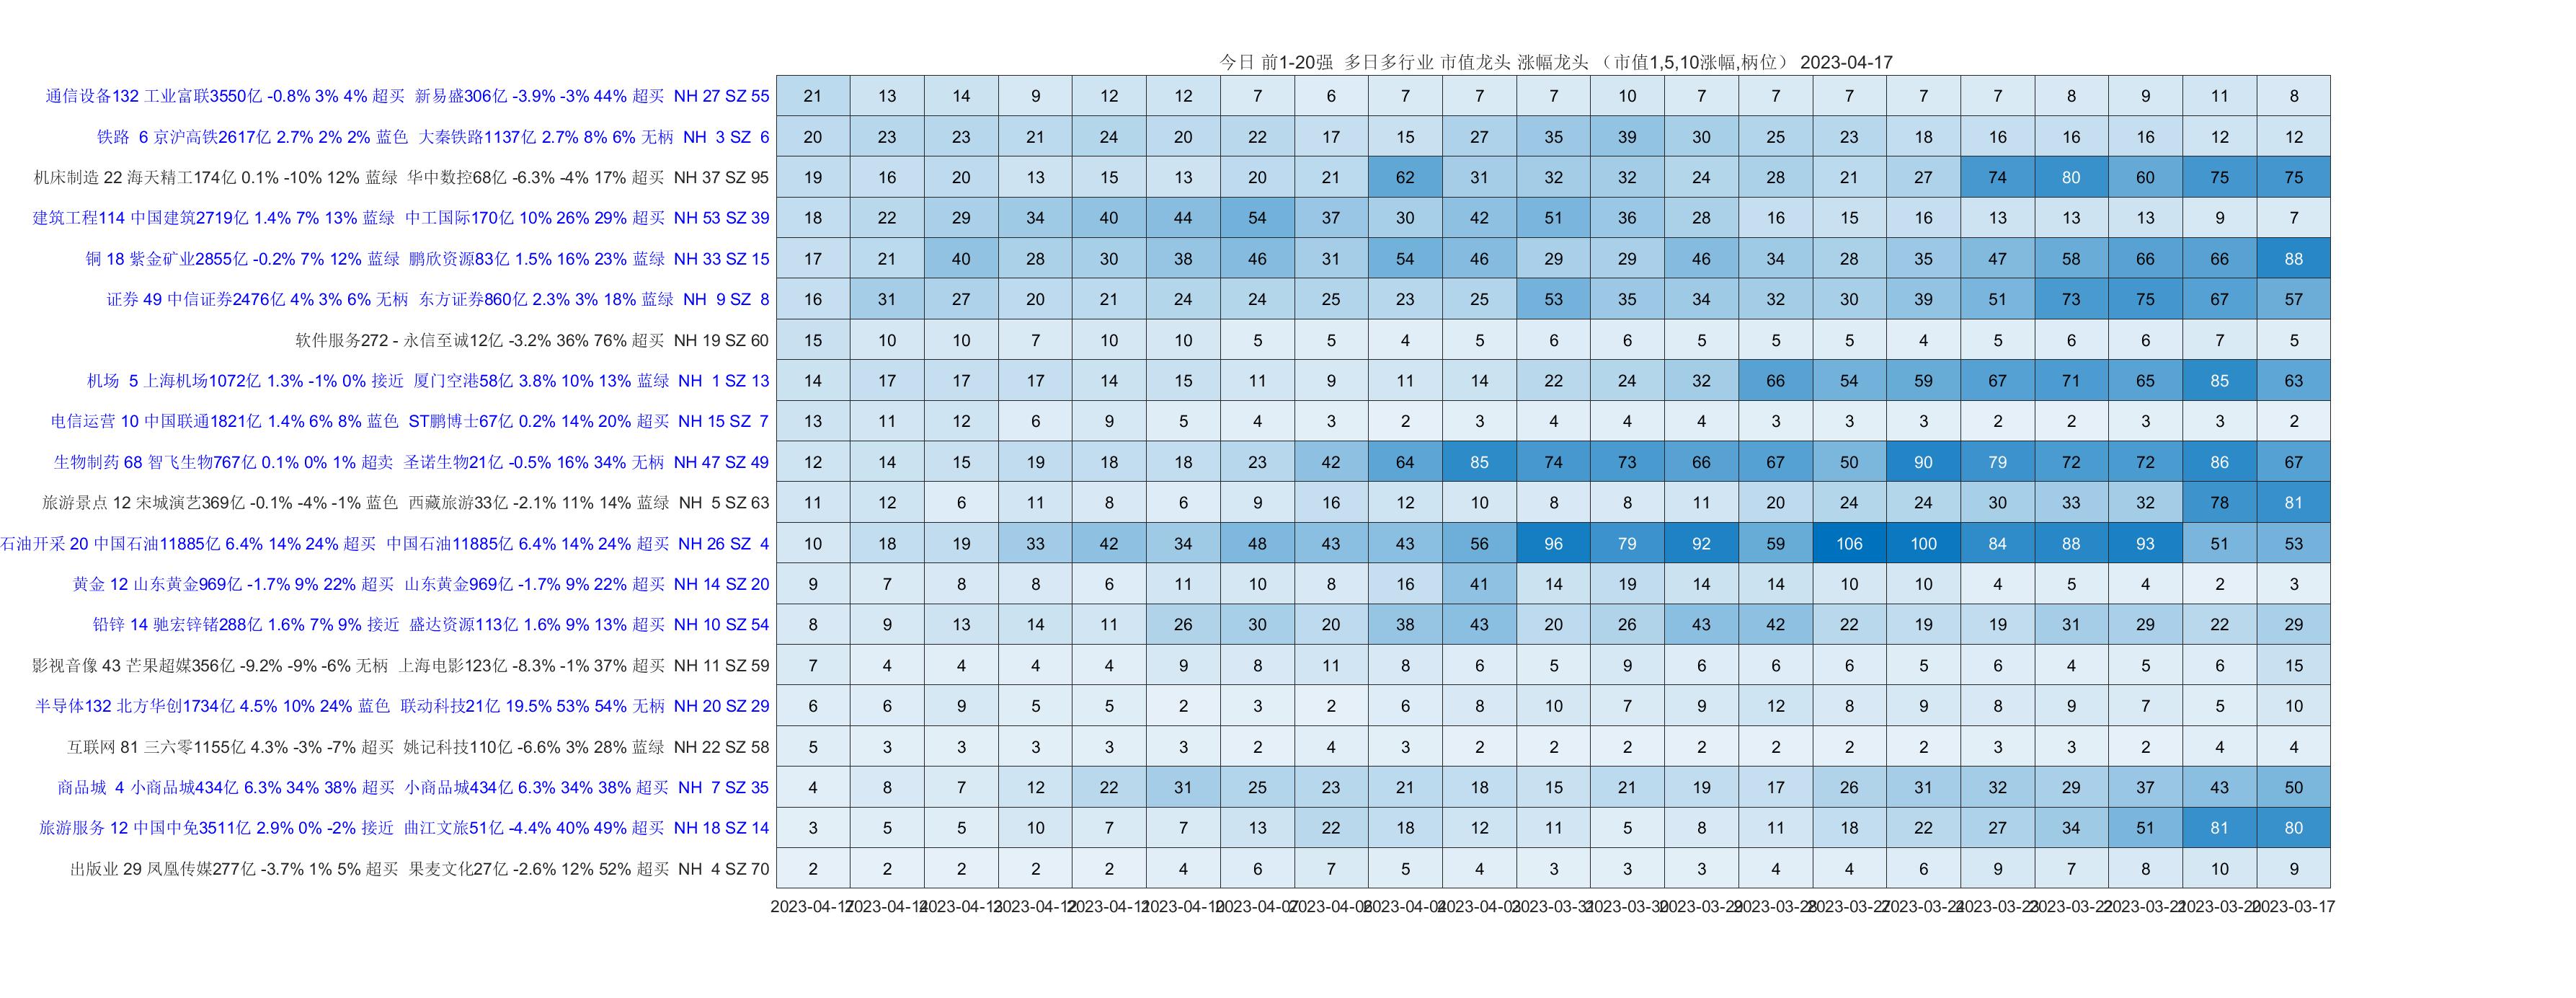 今日 前1-20强 多日多行业 市值龙头 涨幅龙头 （市值1,5,10涨幅,柄位） 2023-04-17
通信设备132 工业富联3550亿 -0.8% 3% 4% 超买 新易盛306亿 -3.9% -3% 44% 超买 NH 27 SZ 55 21 13 14 9 12 12 7 6 7 7 7 10 7 7 7 7 7 8 9 11 8
铁路 6 京沪高铁2617亿 2.7% 2% 2% 蓝色 大秦铁路1137亿 2.7% 8% 6% 无柄 NH 3 SZ 6 20 23 23 21 24 20 22 17 15 27 35 39 30 25 23 18 16 16 16 12 12
机床制造 22 海天精工174亿 0.1% -10% 12% 蓝绿 华中数控68亿 -6.3% -4% 17% 超买 NH 37 SZ 95 19 16 20 13 15 13 20 21 62 31 32 32 24 28 21 27 74 80 60 75 75
建筑工程114 中国建筑2719亿 1.4% 7% 13% 蓝绿 中工国际170亿 10% 26% 29% 超买 NH 53 SZ 39 18 22 29 34 40 44 54 37 30 42 51 36 28 16 15 16 13 13 13 9 7
铜 18 紫金矿业2855亿 -0.2% 7% 12% 蓝绿 鹏欣资源83亿 1.5% 16% 23% 蓝绿 NH 33 SZ 15 17 21 40 28 30 38 46 31 54 46 29 29 46 34 28 35 47 58 66 66 88
证券 49 中信证券2476亿 4% 3% 6% 无柄 东方证券860亿 2.3% 3% 18% 蓝绿 NH 9 SZ 8 16 31 27 20 21 24 24 25 23 25 53 35 34 32 30 39 51 73 75 67 57
软件服务272 - 永信至诚12亿 -3.2% 36% 76% 超买 NH 19 SZ 60 15 10 10 7 10 10 5 5 4 5 6 6 5 5 5 4 5 6 6 7 5
机场 5 上海机场1072亿 1.3% -1% 0% 接近 厦门空港58亿 3.8% 10% 13% 蓝绿 NH 1 SZ 13 14 17 17 17 14 15 11 9 11 14 22 24 32 66 54 59 67 71 65 85 63
电信运营 10 中国联通1821亿 1.4% 6% 8% 蓝色 ST鹏博士67亿 0.2% 14% 20% 超买 NH 15 SZ 7 13 11 12 6 9 5 4 3 2 4 4 4 4 3 3 3 2 2 3 3 2
生物制药 68 智飞生物767亿 0.1% 0% 1% 超卖 圣诺生物21亿 -0.5% 16% 34% 无柄 NH 47 SZ 49 12 14 15 19 18 18 23 42 64 85 74 73 66 67 50 90 79 72 72 86 67
旅游景点 12 宋城演艺369亿 -0.1% -4% -1% 蓝色 西藏旅游33亿 -2.1% 11% 14% 蓝绿 NH 5 SZ 63 11 12 6 11 8 6 9 16 12 10 8 8 11 20 24 24 30 33 32 78 81
石油开采 20 中国石油11885亿 6.4% 14% 24% 超买 中国石油11885亿 6.4% 14% 24% 超买 NH 26 SZ 4 10 18 19 33 42 34 48 43 43 56 96 79 92 59 106 100 84 88 93 51 53
黄金 12 山东黄金969亿 -1.7% 9% 22% 超买 山东黄金969亿 -1.7% 9% 22% 超买 NH 14 SZ 20 9 7 8 8 6 11 10 8 16 41 14 19 14 14 10 10 4 5 4 2 3
铅锌 14 驰宏锌锗288亿 1.6% 7% 9% 接近 盛达资源113亿 1.6% 9% 13% 超买 NH 10 SZ 54 8 9 13 14 11 26 30 20 38 43 20 26 43 42 22 19 19 31 29 22 29
影视音像 43 芒果超媒356亿 -9.2% -9% -6% 无柄 上海电影123亿 -8.3% -1% 37% 超买 NH 11 SZ 59 7 4 4 4 4 9 8 11 8 6 5 9 6 6 6 5 6 4 5 6 15
半导体132 北方华创1734亿 4.5% 10% 24% 蓝色 联动科技21亿 19.5% 53% 54% 无柄 NH 20 SZ 29 6 6 9 5 5 2 3 2 6 8 10 7 9 12 8 9 8 9 7 5 10
互联网 81 三六零1155亿 4.3% -3% -7% 超买 姚记科技110亿 -6.6% 3% 28% 蓝绿 NH 22 SZ 58 5 3 3 3 3 3 2 4 3 2 2 2 2 2 2 2 3 3 2 4 4
商品城 4 小商品城434亿 6.3% 34% 38% 超买 小商品城434亿 6.3% 34% 38% 超买 NH 7 SZ 35 4 8 7 12 22 31 25 23 21 18 15 21 19 17 26 31 32 29 37 43 50
旅游服务 12 中国中免3511亿 2.9% 0% -2% 接近 曲江文旅51亿 -4.4% 40% 49% 超买 NH 18 SZ 14 3 5 5 10 7 7 13 22 18 12 11 5 8 11 18 22 27 34 51 81 80
出版业 29 凤凰传媒277亿 -3.7% 1% 5% 超买 果麦文化27亿 -2.6% 12% 52% 超买 NH 4 SZ 70 2 2 2 2 2 4 6 7 5 4 3 3 3 4 4 6 9 7 8 10 9
2023-04-17 2023-04-14 2023-04-13 2023-04-12 2023-04-11 2023-04-10 2023-04-07 2023-04-06 2023-04-04 2023-04-03 2023-03-31 2023-03-30 2023-03-29 2023-03-28 2023-03-27 2023-03-24 2023-03-23 2023-03-22 2023-03-21 2023-03-20 2023-03-17